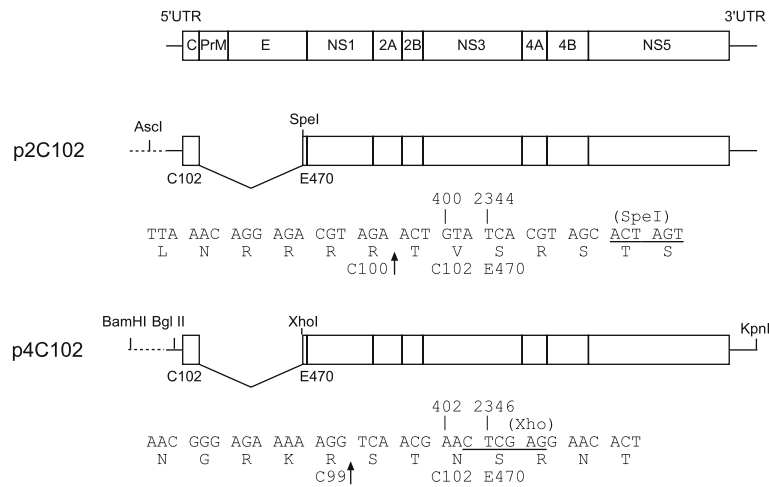 5'UTR 3'UTR
C PrM E NS1 2A 2B NS3 4A 4B NS5
SpeI
AscI
p2C102
C102 E470
400 2344
(SpeI)
TTA AAC AGG AGA CGT AGA ACT GTA TCA CGT AGC ACT AGT
L N R R R R T V S R S T S
C100 C102 E470
BamHI Bgl II XhoI KpnI
p4C102
C102 E470
402 2346
(Xho)
AAC GGG AGA AAA AGG TCA ACG AAC TCGAGG AAC ACT
N G R K R S T N S R N T
C99 C102 E470